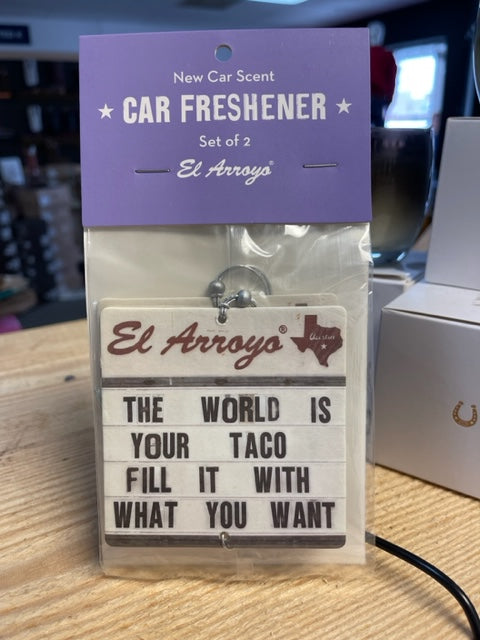 New Car Scent
★ CAR FRESHENER ★
Set of 2
El Arroyo®
El Arroyo®
Austin
THE WORLD IS
YOUR TACO
FILL IT WITH
WHAT YOU WANT